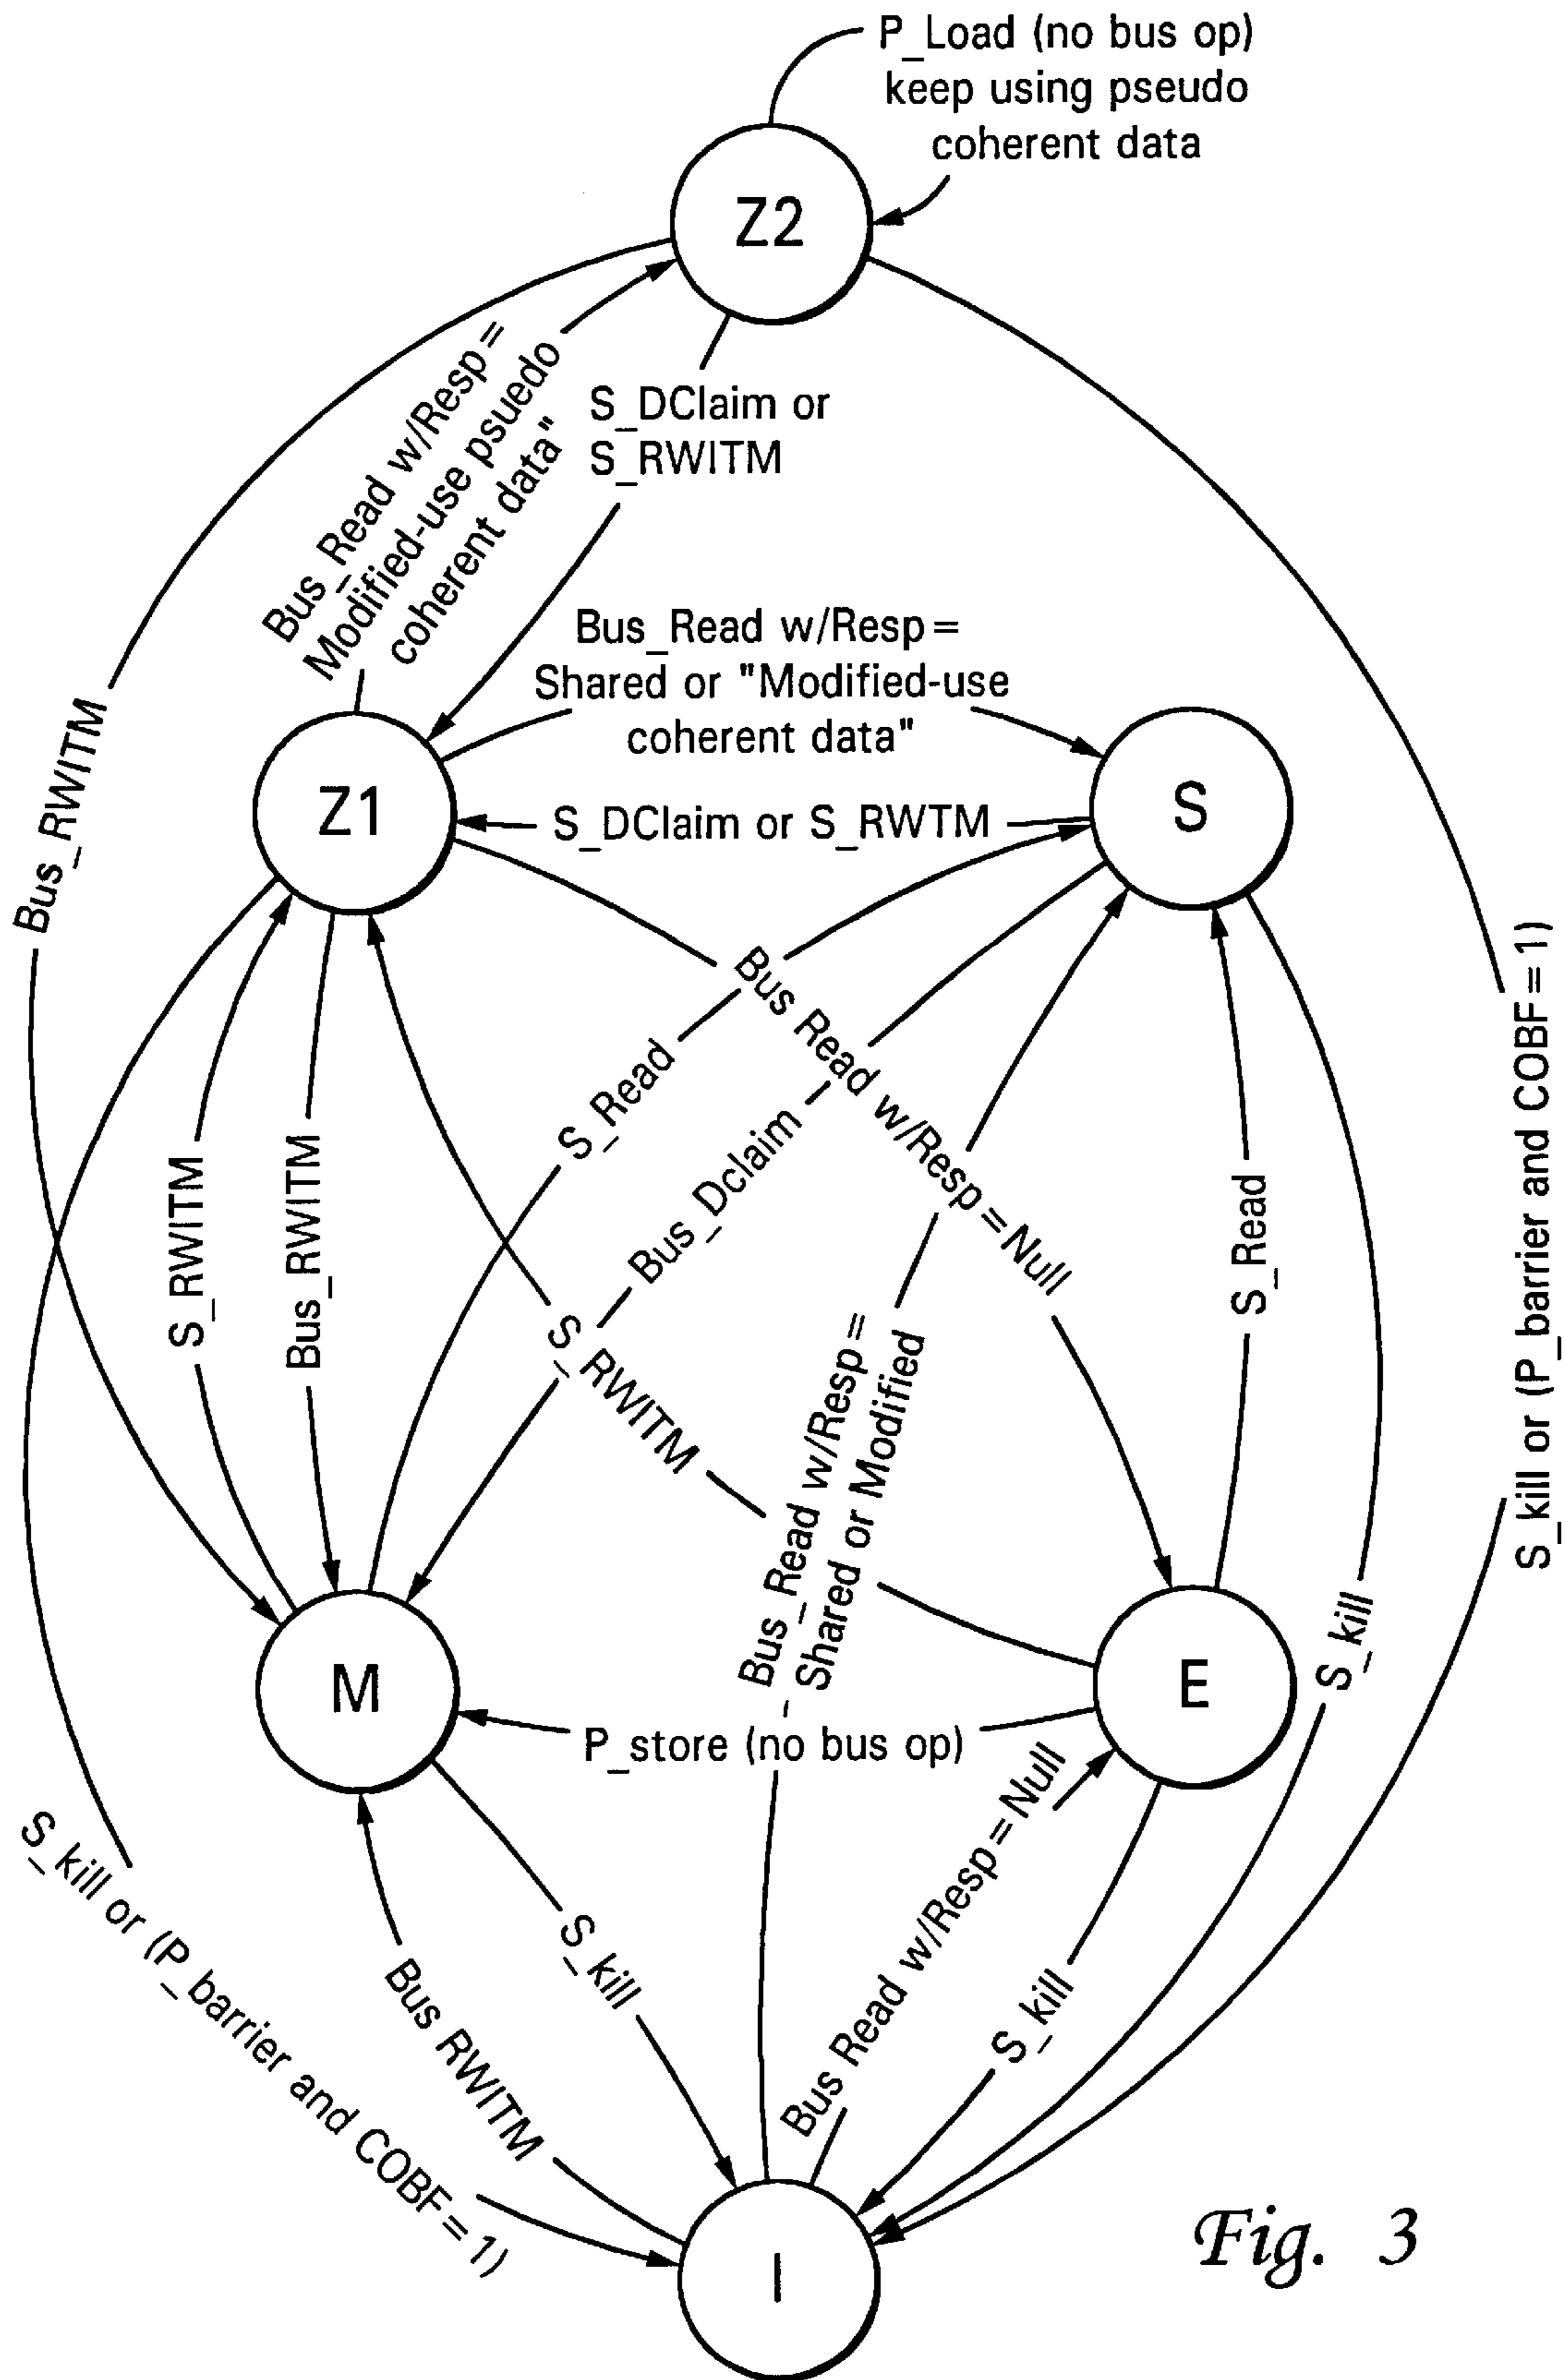 P_Load (no bus op)
keep using pseudo
coherent data
Z2
Bus_Read w/Resp=
Modified-use psuedo
coherent data"
S_DClaim or
S_RWITM
Bus_Read w/Resp=
Shared or "Modified-use
coherent data"
Bus_RWITM
Z1
S_DClaim or S_RWTM
S
S_kill or (P_barrier and COBF=1)
Bus Read w/Resp=Null
S_Read
Bus_Dclaim
S_RWITM
Bus_RWITM
S_RWITM
S_Read
Bus_Read w/Resp=
Shared or Modified
S_kill
M
E
P_store (no bus op)
S_kill or (P_barrier and COBF=1)
Bus RWITM
S_kill
Bus Read w/Resp=Null
S_kill
I
Fig. 3